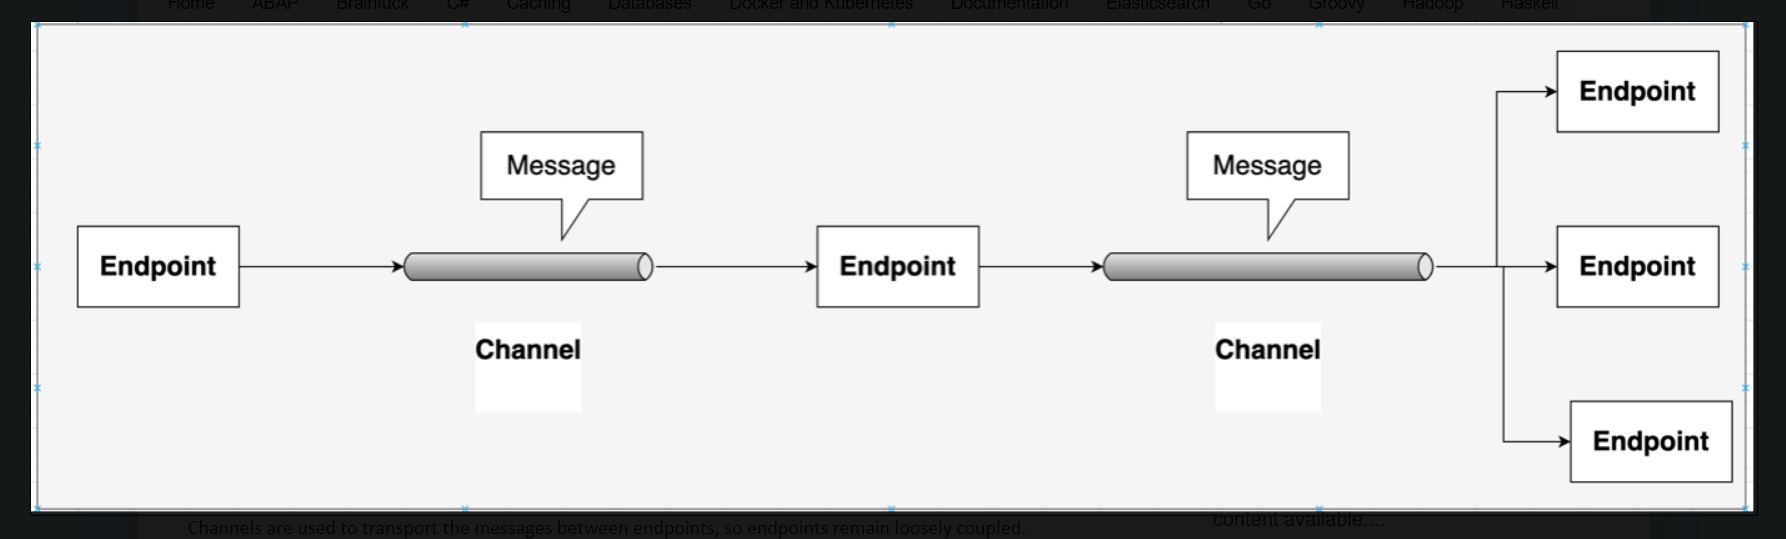 Home ABAP Brainfuck C# Caching Databases Docker and Kubernetes Documentation Elasticsearch Go Groovy Hadoop Haskell
Endpoint
Message
Message
Endpoint
Endpoint
Endpoint
Channel
Channel
Endpoint
Channels are used to transport the messages between endpoints, so endpoints remain loosely coupled.
content available....